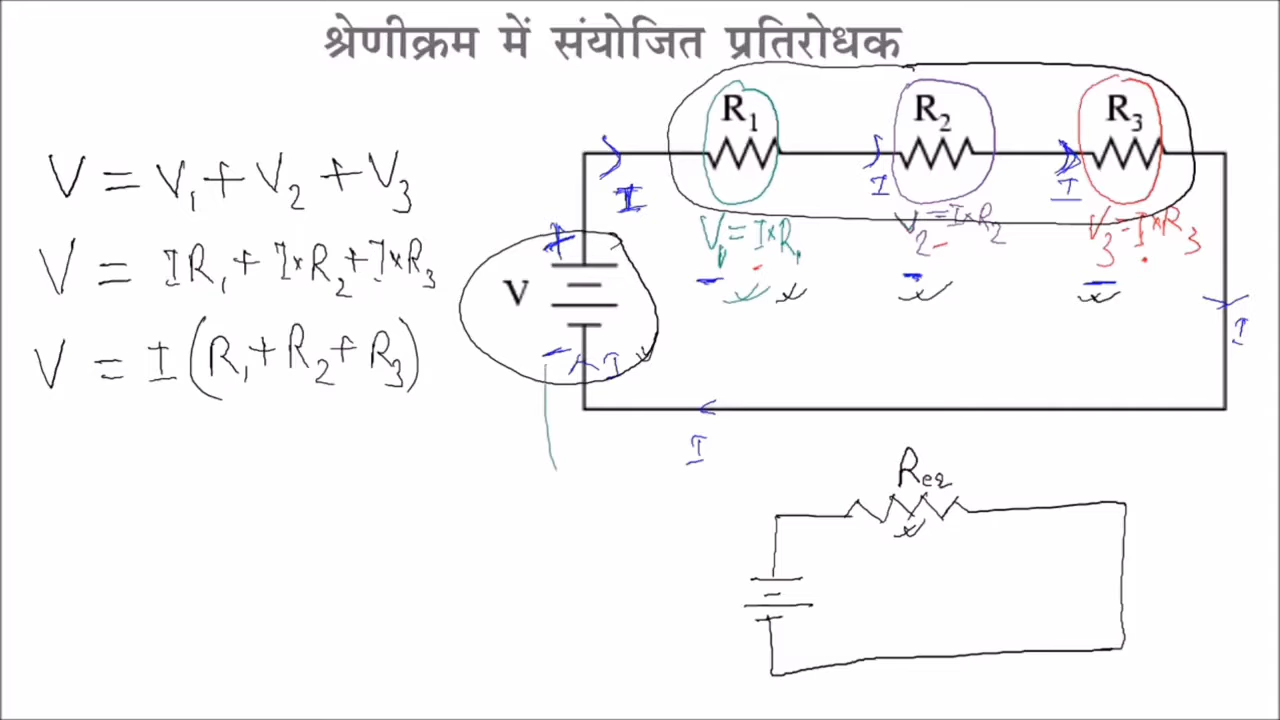 श्रेणीक्रम में संयोजित प्रतिरोधक
R₁ R₂ R₃
V = V₁ + V₂ + V₃
I I I
V₁ = I×R₁ V₂ = I×R₂ V₃ = I×R₃
V = IR₁ + I×R₂ + I×R₃
+
V
I
V = I (R₁ + R₂ + R₃)
- I
I
Req